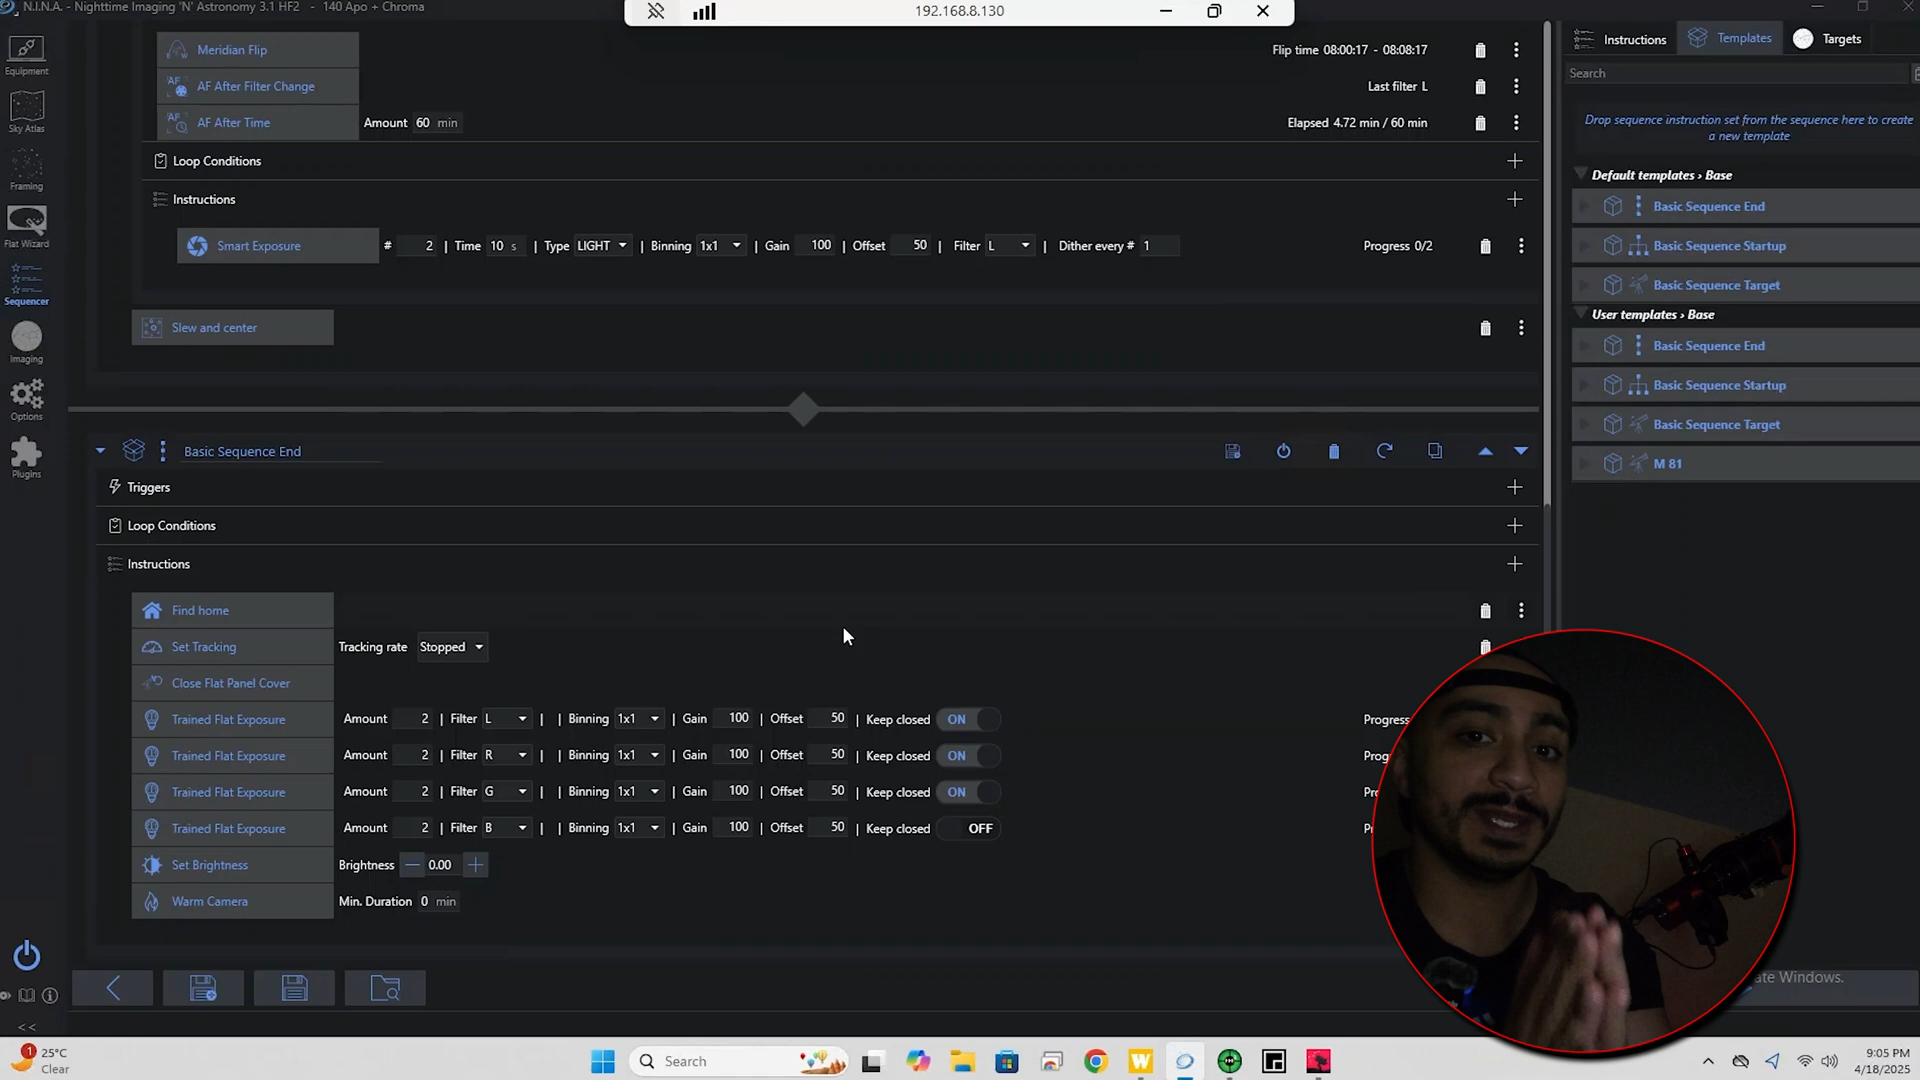 N.I.N.A. - Nighttime Imaging 'N' Astronomy 3.1 HF2 - 140 Apo + Chroma
192.168.8.130
Equipment
Sky Atlas
Framing
Flat Wizard
Sequencer
Imaging
Options
Plugins
<<
Meridian Flip Flip time 08:00:17 - 08:08:17
AF After Filter Change Last filter L
AF After Time Amount 60 min Elapsed 4.72 min / 60 min
Loop Conditions
Instructions
Smart Exposure # 2 | Time 10 s | Type LIGHT | Binning 1x1 | Gain 100 | Offset 50 | Filter L | Dither every # 1 Progress 0/2
Slew and center
Basic Sequence End
Triggers
Loop Conditions
Instructions
Find home
Set Tracking Tracking rate Stopped
Close Flat Panel Cover
Trained Flat Exposure Amount 2 | Filter L | | Binning 1x1 | Gain 100 | Offset 50 | Keep closed ON Progress
Trained Flat Exposure Amount 2 | Filter R | | Binning 1x1 | Gain 100 | Offset 50 | Keep closed ON
Trained Flat Exposure Amount 2 | Filter G | | Binning 1x1 | Gain 100 | Offset 50 | Keep closed ON
Trained Flat Exposure Amount 2 | Filter B | | Binning 1x1 | Gain 100 | Offset 50 | Keep closed OFF
Set Brightness Brightness 0.00
Warm Camera Min. Duration 0 min
Instructions Templates Targets
Search
Drop sequence instruction set from the sequence here to create
a new template
Default templates › Base
Basic Sequence End
Basic Sequence Startup
Basic Sequence Target
User templates › Base
Basic Sequence End
Basic Sequence Startup
Basic Sequence Target
M 81
ate Windows.
1
25°C
Clear
Search
9:05 PM
4/18/2025